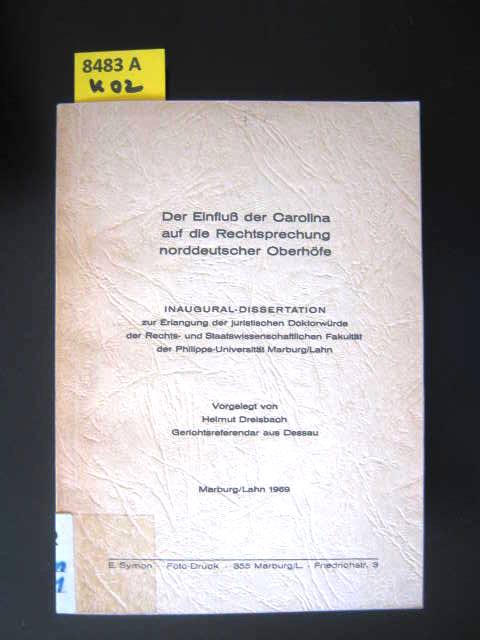 8483 A
K 02
Der Einfluß der Carolina
auf die Rechtsprechung
norddeutscher Oberhöfe
INAUGURAL-DISSERTATION
zur Erlangung der juristischen Doktorwürde
der Rechts- und Staatswissenschaftlichen Fakultät
der Philipps-Universität Marburg/Lahn
Vorgelegt von
Helmut Dreisbach
Gerichtsreferendar aus Dessau
Marburg/Lahn 1969
E. Symon · Foto-Druck · 355 Marburg/L. · Friedrichstr. 3